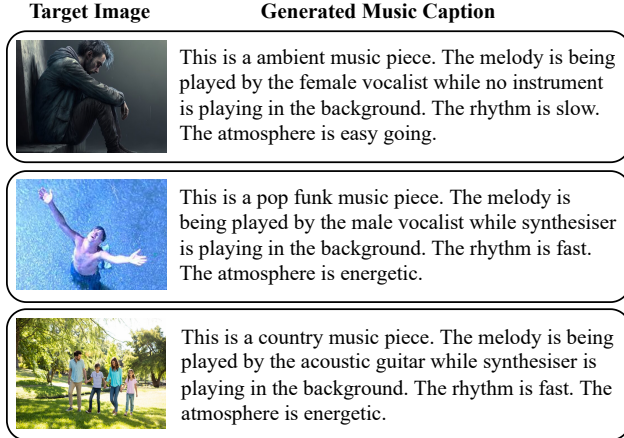 Target Image
Generated Music Caption
This is a ambient music piece. The melody is being
played by the female vocalist while no instrument
is playing in the background. The rhythm is slow.
The atmosphere is easy going.
This is a pop funk music piece. The melody is
being played by the male vocalist while synthesiser
is playing in the background. The rhythm is fast.
The atmosphere is energetic.
This is a country music piece. The melody is being
played by the acoustic guitar while synthesiser is
playing in the background. The rhythm is fast. The
atmosphere is energetic.